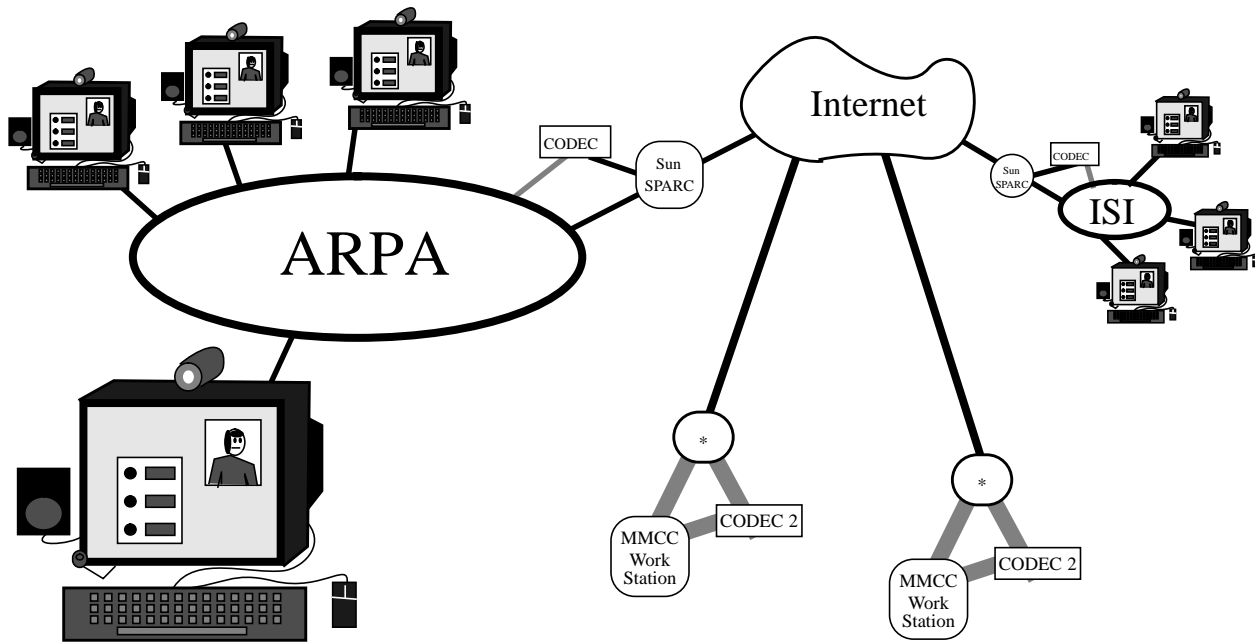 Internet
CODEC
Sun
SPARC
CODEC
Sun
SPARC
ISI
ARPA
*
*
CODEC 2
MMCC
Work
Station
CODEC 2
MMCC
Work
Station